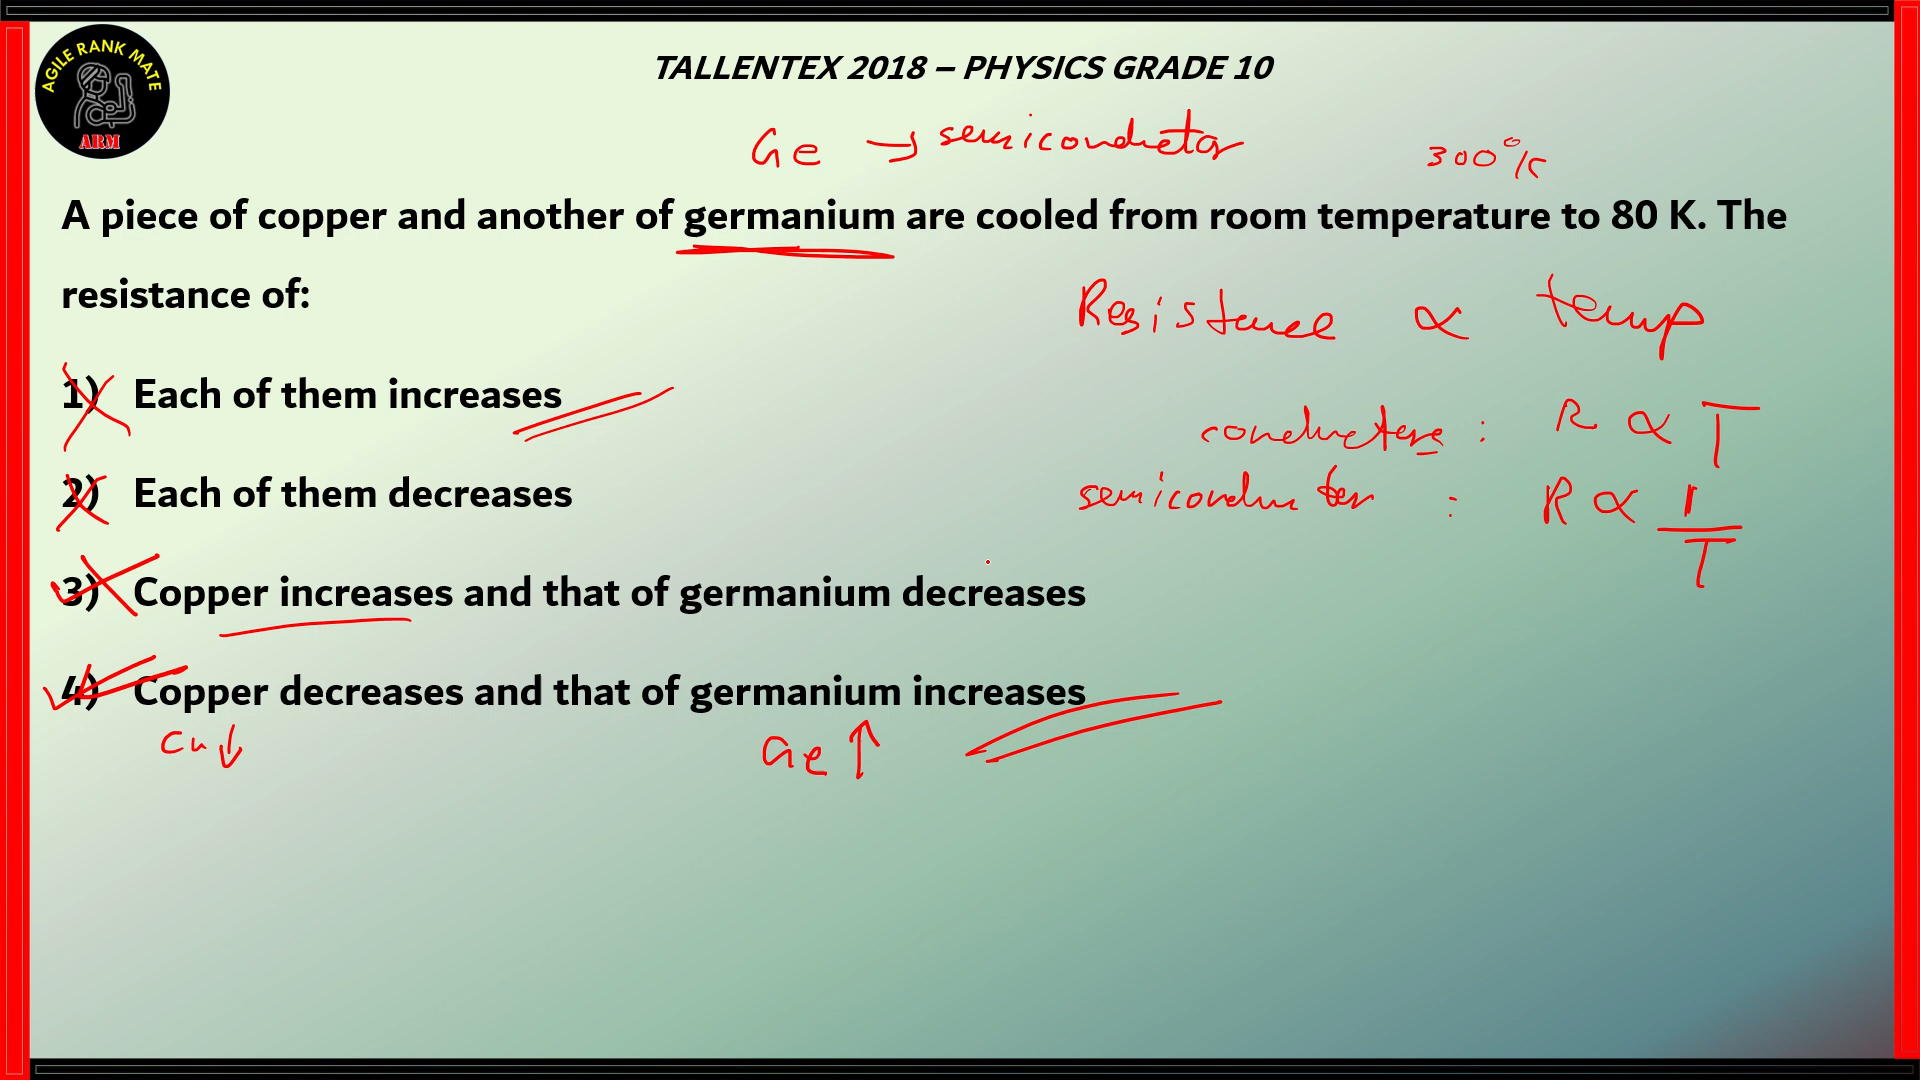 AGILE RANK MATE
ARM
TALLENTEX 2018 – PHYSICS GRADE 10
Ge → semiconductor
300°K
A piece of copper and another of germanium are cooled from room temperature to 80 K. The
resistance of:
Resistance ∝ temp
1) Each of them increases
conductors : R ∝ T
2) Each of them decreases
semiconductor : R ∝ 1/T
3) Copper increases and that of germanium decreases
4) Copper decreases and that of germanium increases
Cu ↓ Ge ↑